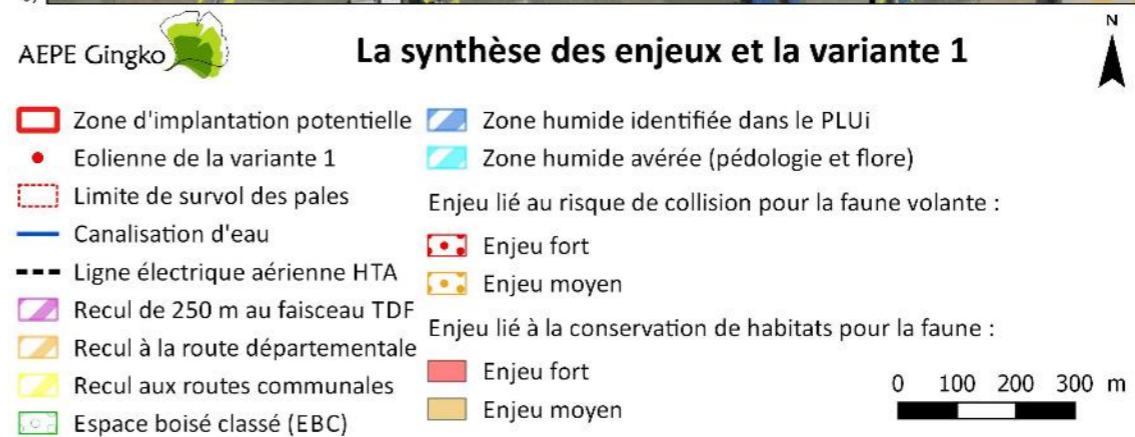 AEPE Gingko
La synthèse des enjeux et la variante 1
N
Zone d'implantation potentielle
Eolienne de la variante 1
Limite de survol des pales
Canalisation d'eau
Ligne électrique aérienne HTA
Recul de 250 m au faisceau TDF
Recul à la route départementale
Recul aux routes communales
Espace boisé classé (EBC)
Zone humide identifiée dans le PLUi
Zone humide avérée (pédologie et flore)
Enjeu lié au risque de collision pour la faune volante :
Enjeu fort
Enjeu moyen
Enjeu lié à la conservation de habitats pour la faune :
Enjeu fort
Enjeu moyen
0 100 200 300 m